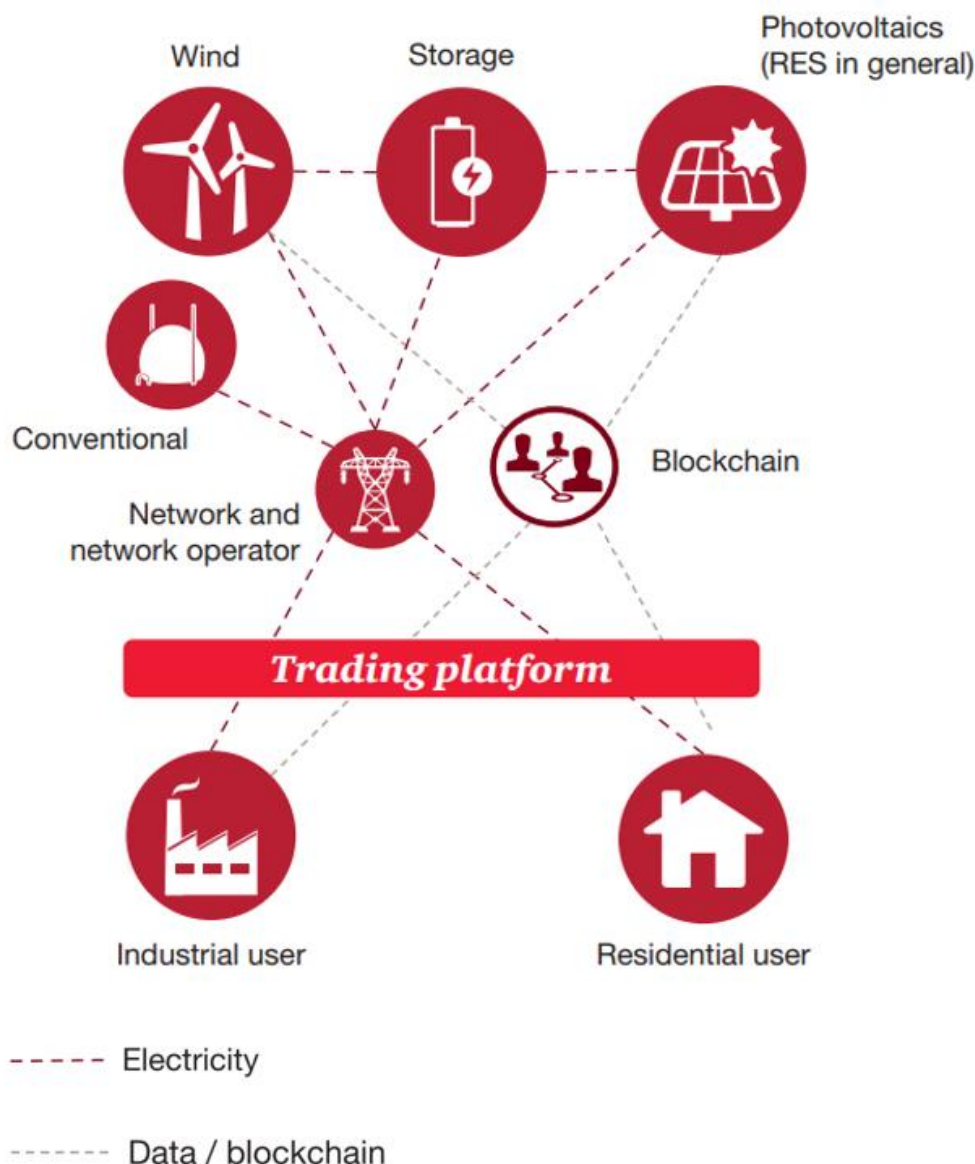 Wind
Storage
Photovoltaics
(RES in general)
Conventional
Blockchain
Network and
network operator
Trading platform
Industrial user
Residential user
Electricity
Data / blockchain